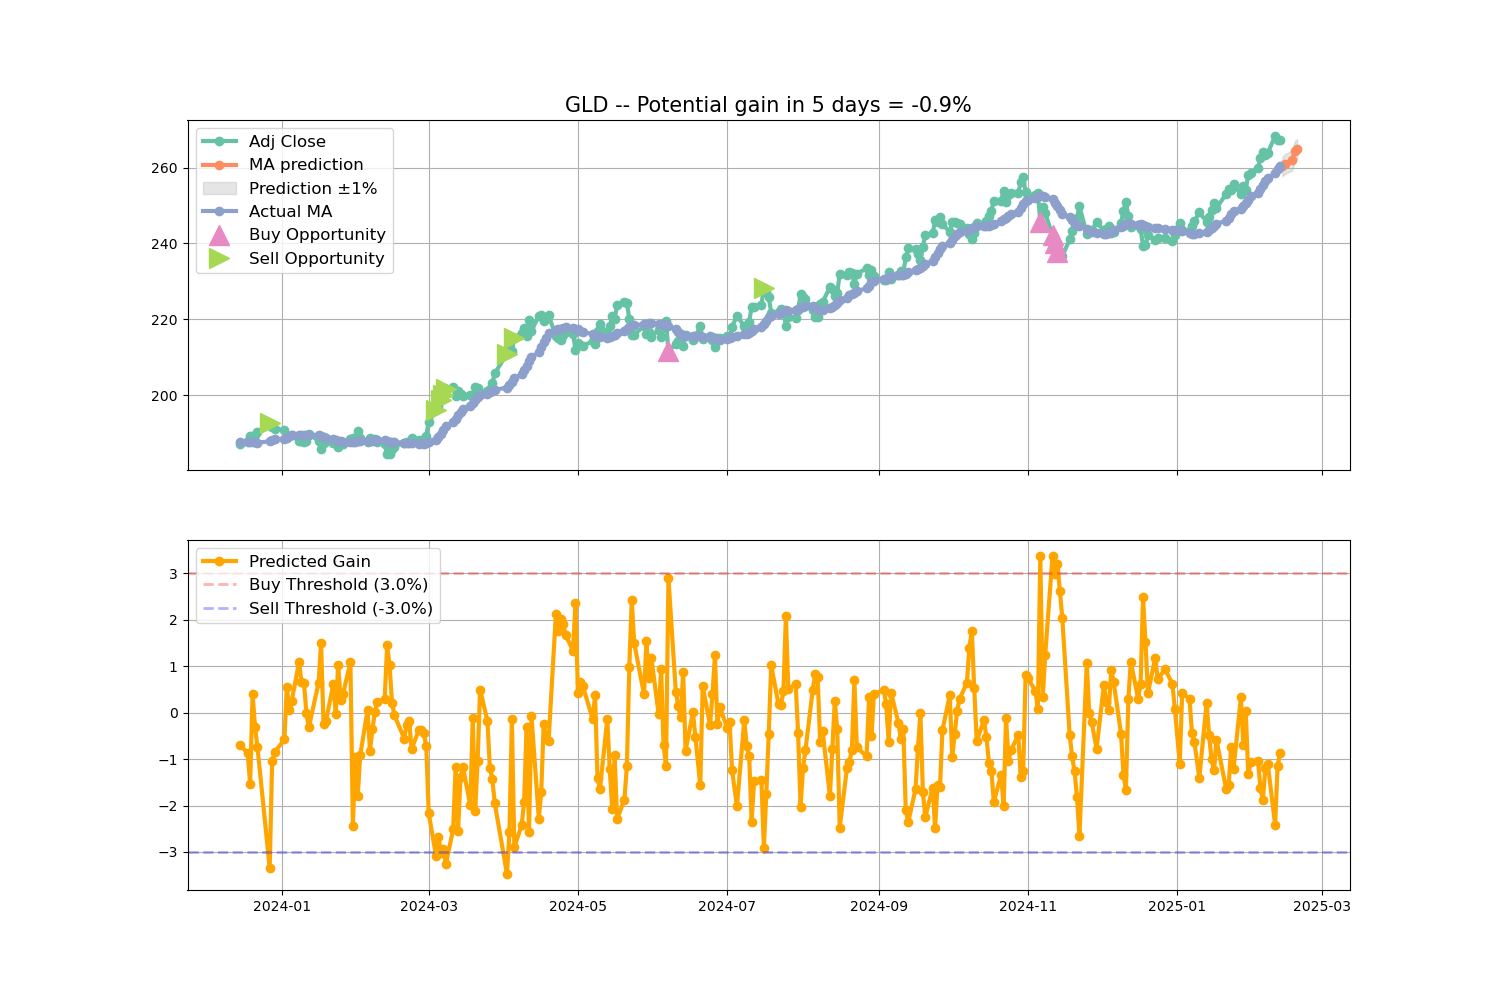 GLD -- Potential gain in 5 days = -0.9%
Adj Close
MA prediction
Prediction ±1%
Actual MA
Buy Opportunity
Sell Opportunity
260
240
220
200
Predicted Gain
Buy Threshold (3.0%)
Sell Threshold (-3.0%)
3
2
1
0
−1
−2
−3
2024-01 2024-03 2024-05 2024-07 2024-09 2024-11 2025-01 2025-03